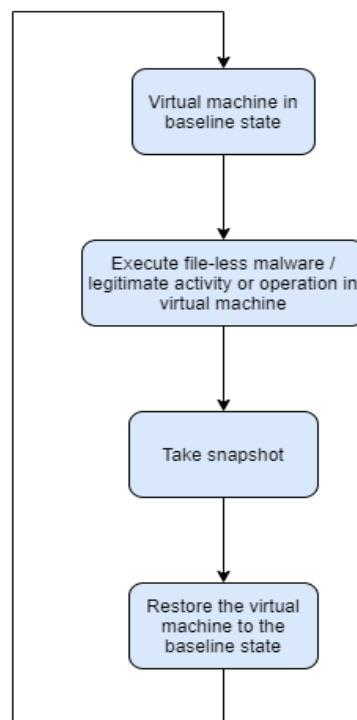 Virtual machine in
baseline state
Execute file-less malware /
legitimate activity or operation in
virtual machine
Take snapshot
Restore the virtual
machine to the
baseline state